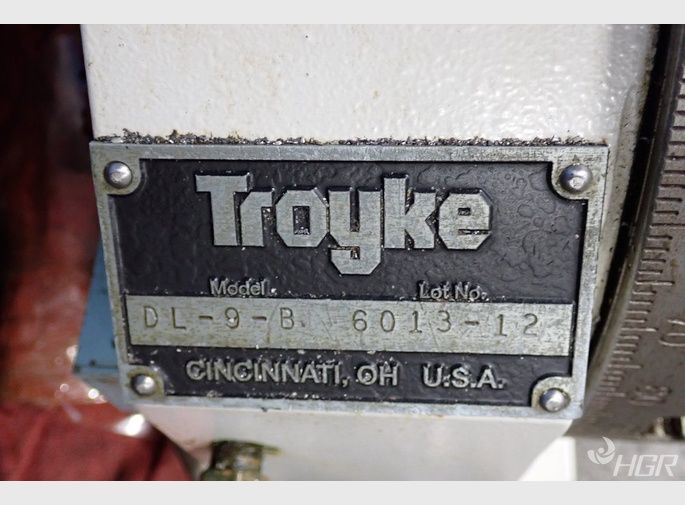 Troyke
Model Lot No.
DL-9-B 6013-12
CINCINNATI, OH U.S.A.
HGR